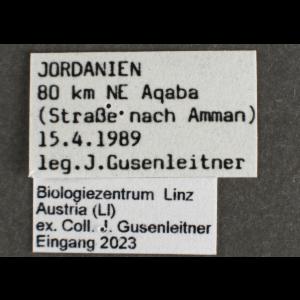 JORDANIEN
80 km NE Aqaba
(Straße nach Amman)
15.4.1989
leg.J.Gusenleitner
Biologiezentrum Linz
Austria (LI)
ex. Coll. J. Gusenleitner
Eingang 2023